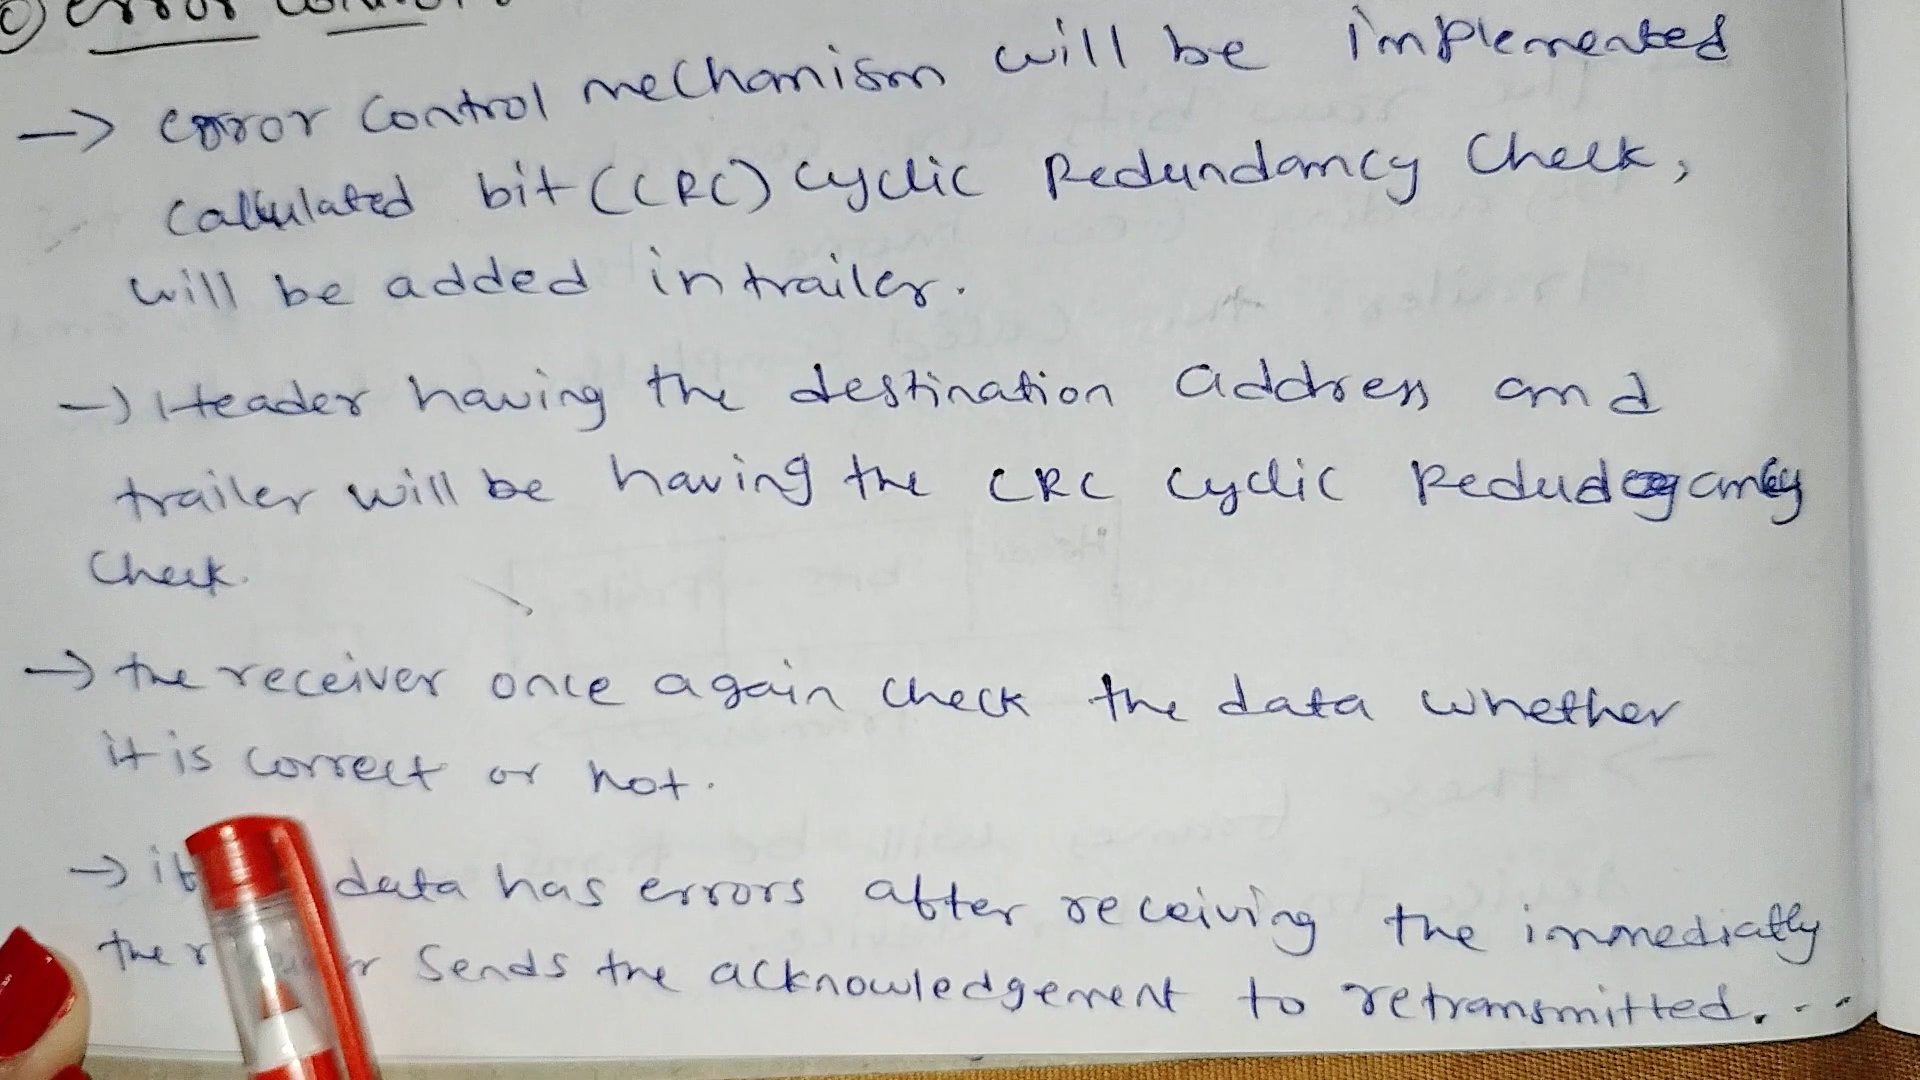 error control
-> error control mechanism will be implemented
calculated bit (CRC) cyclic Redundancy Check,
will be added in trailer.
-> Header having the destination address and
trailer will be having the CRC cyclic Redudancy
Check.
-> the receiver once again check the data whether
it is correct or not.
-> if data has errors after receiving the immediatly
the sends the acknowledgement to retransmitted...